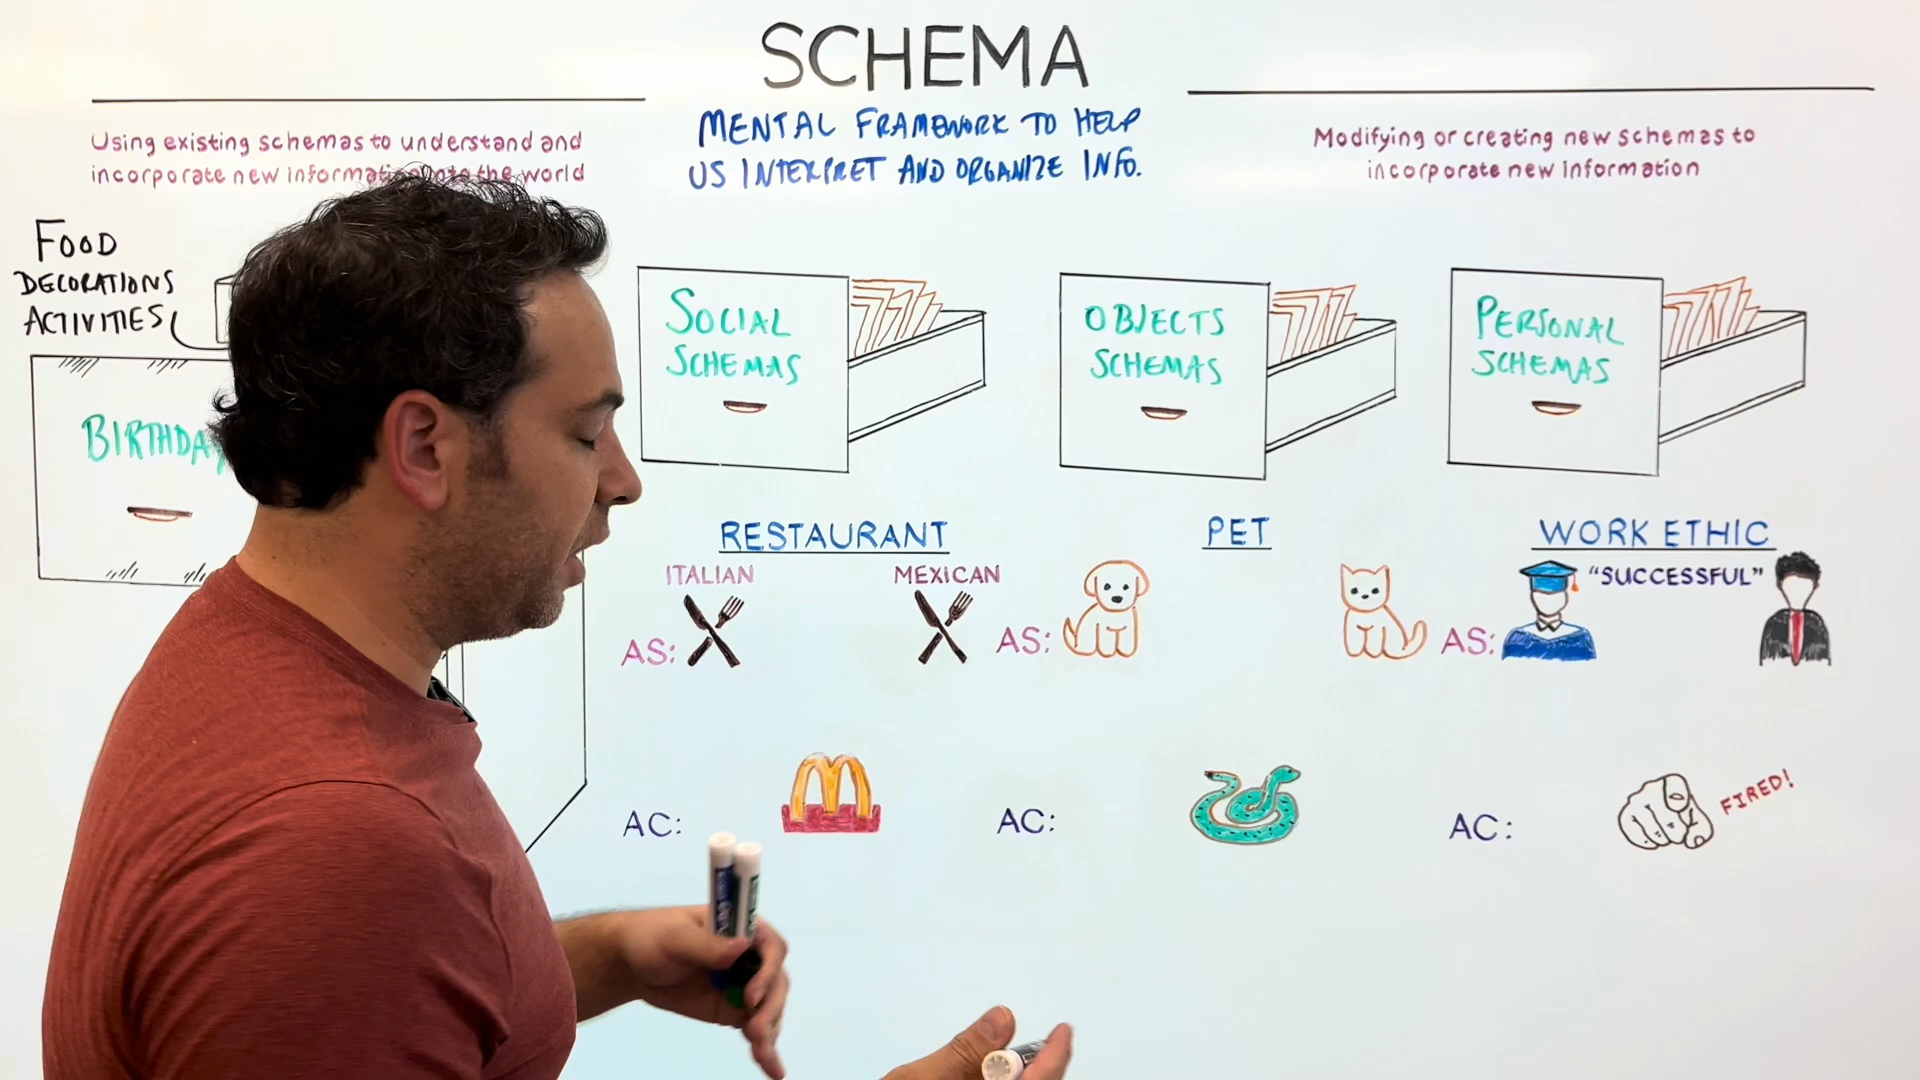 SCHEMA
MENTAL FRAMEWORK TO HELP
US INTERPRET AND ORGANIZE INFO.
Using existing schemas to understand and
incorporate new information the world
Modifying or creating new schemas to
incorporate new information
FOOD
DECORATIONS
ACTIVITIES
BIRTHDAY
SOCIAL
SCHEMAS
OBJECTS
SCHEMAS
PERSONAL
SCHEMAS
RESTAURANT
ITALIAN
MEXICAN
AS:
AC:
PET
AS:
AC:
WORK ETHIC
"SUCCESSFUL"
AS:
AC:
FIRED!